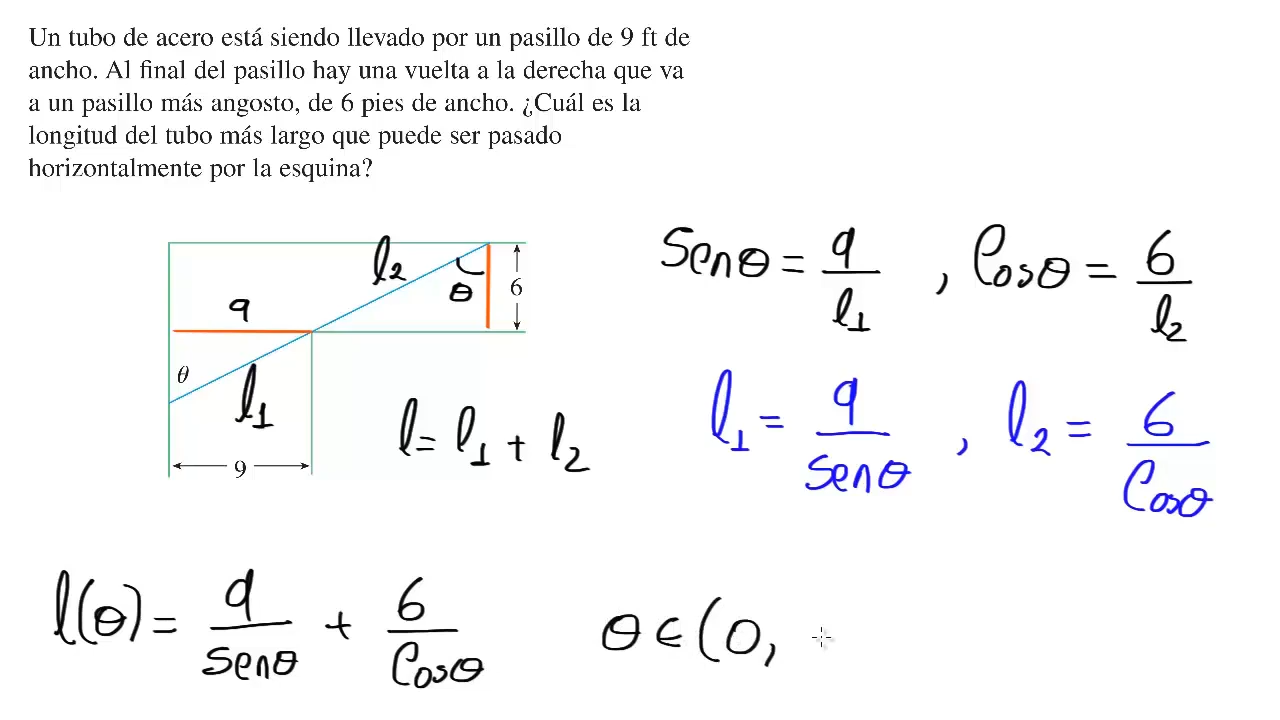 Un tubo de acero está siendo llevado por un pasillo de 9 ft de
ancho. Al final del pasillo hay una vuelta a la derecha que va
a un pasillo más angosto, de 6 pies de ancho. ¿Cuál es la
longitud del tubo más largo que puede ser pasado
horizontalmente por la esquina?
l2
θ
6
9
θ
l1
9
l = l1 + l2
Senθ = 9/l1 , Cosθ = 6/l2
l1 = 9/Senθ , l2 = 6/Cosθ
l(θ) = 9/Senθ + 6/Cosθ
θ ∈ (0,